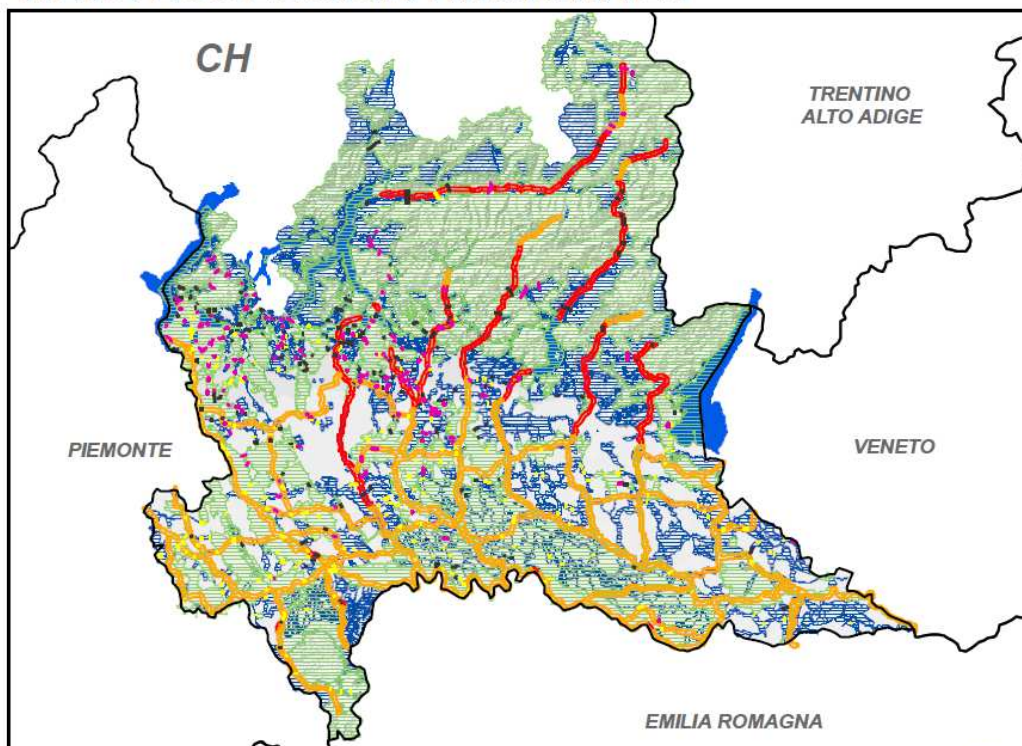 CH
TRENTINO
ALTO ADIGE
PIEMONTE
VENETO
EMILIA ROMAGNA